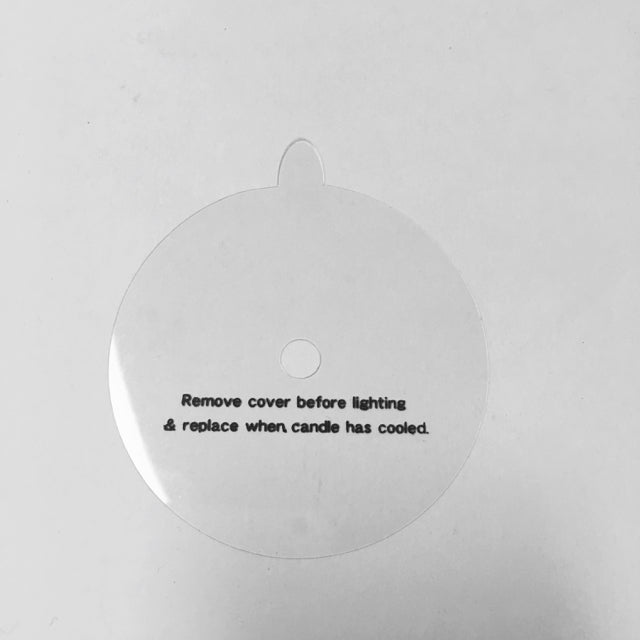 Remove cover before lighting
& replace when candle has cooled.